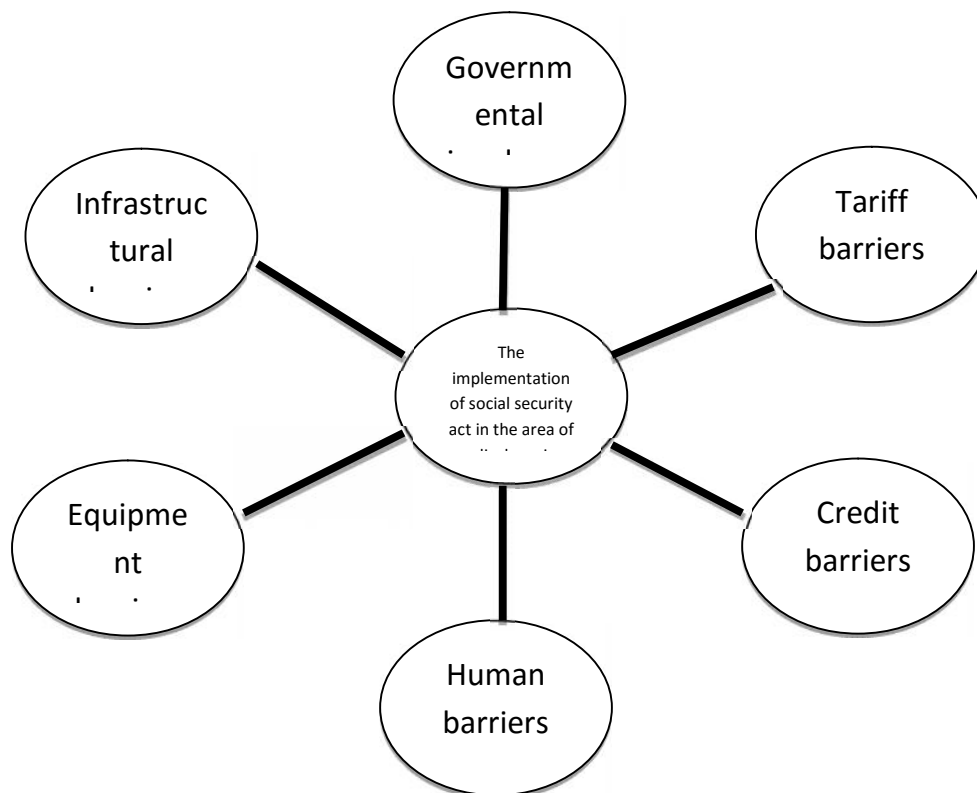 Governm
ental
Infrastruc
tural
Tariff
barriers
The
implementation
of social security
act in the area of
Equipme
nt
Credit
barriers
Human
barriers